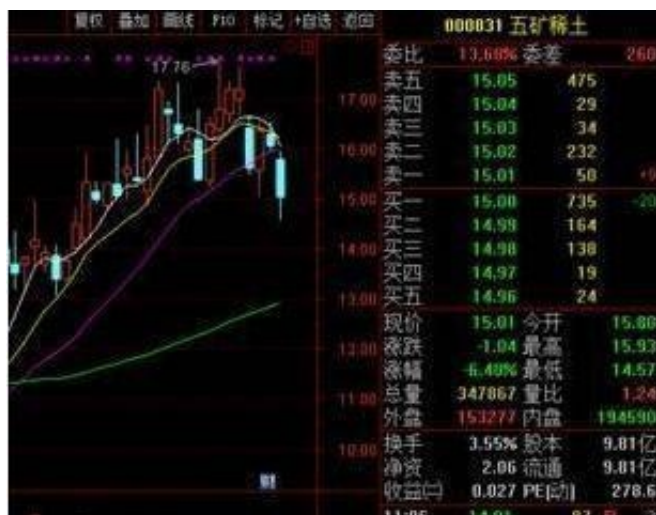 复权 叠加 画线 F10 标记 +自选 返回
000831 五矿稀土
委比 13.68% 委差 260
17.76
卖五 15.05 475
17.00
卖四 15.04 29
卖三 15.03 34
16.00
卖二 15.02 232
卖一 15.01 50 +9
15.00
买一 15.00 735 -20
买二 14.99 164
14.00
买三 14.98 138
买四 14.97 19
13.00
买五 14.96 24
现价 15.01 今开 15.80
12.00
涨跌 -1.04 最高 15.93
涨幅 -6.48% 最低 14.57
11.00
总量 347867 量比 1.24
外盘 153277 内盘 194590
10.00
换手 3.55% 股本 9.81亿
净资 2.06 流通 9.81亿
财
收益㈡ 0.027 PE[动] 278.6